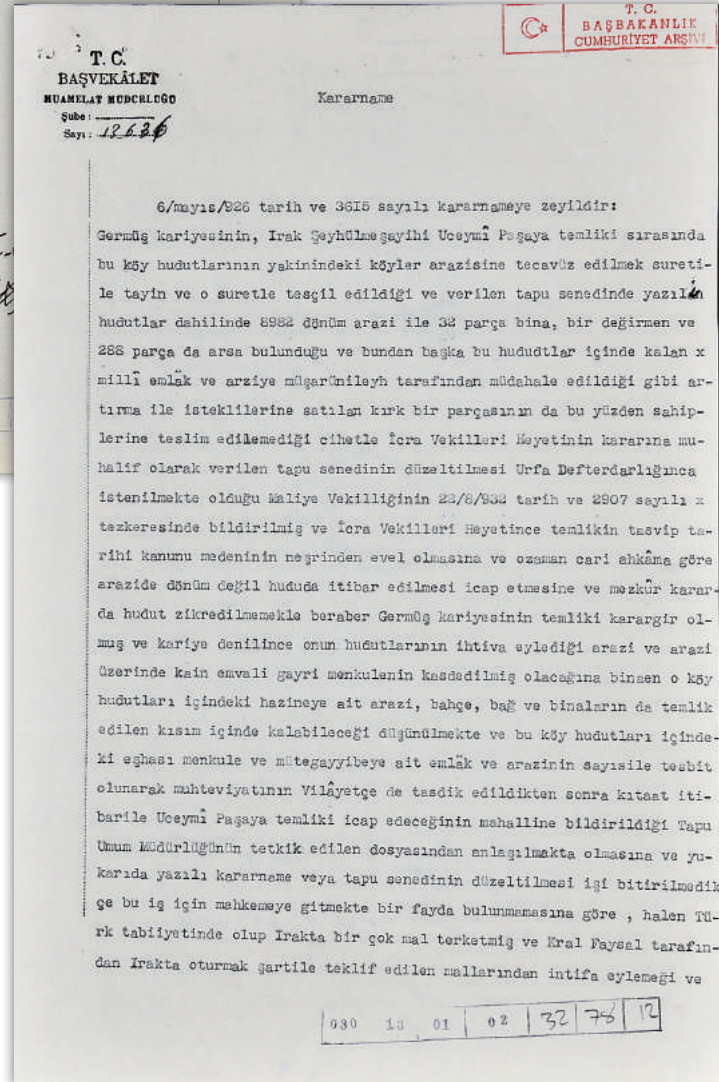 T. C.
BAŞBAKANLIK
CUMHURİYET ARŞİVİ
T. C.
BAŞVEKÂLET
MUAMELAT MÜDÜRLÜĞÜ
Şube :
Sayı :
Kararname
6/mayıs/926 tarih ve 3615 sayılı kararnameye zeyildir:
Germüş kariyesinin, Irak Şeyhülmeşayihi Uceymî Paşaya temliki sırasında
bu köy hudutlarının yakinindeki köyler arazisine tecavüz edilmek sureti-
le tayin ve o suretle tesçil edildiği ve verilen tapu senedinde yazılın
hudutlar dahilinde 8982 dönüm arazi ile 32 parça bina, bir değirmen ve
288 parça da arsa bulunduğu ve bundan başka bu hududtlar içinde kalan x
millî emlâk ve arziye müşarünileyh tarafından müdahale edildiği gibi ar-
tırma ile isteklilerine satılan kırk bir parçasının da bu yüzden sahip-
lerine teslim edilemediği cihetle İcra Vekilleri Heyetinin kararına mu-
halif olarak verilen tapu senedinin düzeltilmesi Urfa Defterdarlığınca
istenilmekte olduğu Maliye Vekilliğinin 22/8/932 tarih ve 2907 sayılı x
tezkeresinde bildirilmiş ve İcra Vekilleri Heyetince temlikin tasvip ta-
rihi kanunu medeninin neşrinden evel olmasına ve ozaman cari ahkâma göre
arazide dönüm değil hududa itibar edilmesi icap etmesine ve mezkûr karar-
da hudut zikredilmemekle beraber Germüş kariyesinin temliki karargir ol-
muş ve kariye denilince onun hudutlarının ihtiva eylediği arazi ve arazi
üzerinde kain emvali gayri menkulenin kasdedilmiş olacağına binaen o köy
hudutları içindeki hazineye ait arazi, bahçe, bağ ve binaların da temlik
edilen kısım içinde kalabileceği düşünülmekte ve bu köy hudutları içinde-
ki eşhası menkule ve mütegayyibeye ait emlâk ve arazinin sayısile tesbit
olunarak muhteviyatının Vilâyetçe de tasdik edildikten sonra kıtaat iti-
barile Uceymî Paşaya temliki icap edeceğinin mahalline bildirildiği Tapu
Umum Müdürlüğünün tetkik edilen dosyasından anlaşılmakta olmasına ve yu-
karıda yazılı kararname veya tapu senedinin düzeltilmesi işi bitirilmedik
çe bu iş için mahkemeye gitmekte bir fayda bulunmamasına göre , halen Tü-
rk tabiiyetinde olup Irakta bir çok mal terketmiş ve Kral Faysal tarafın-
dan Irakta oturmak şartile teklif edilen mallarından intifa eylemeği ve
030 18 01 02 32 78 12